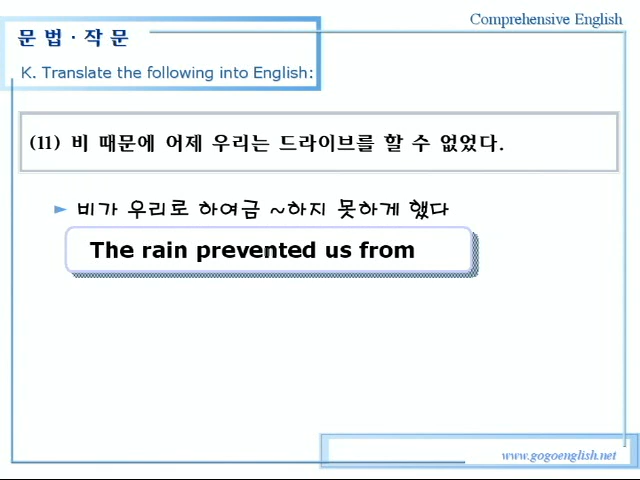 Comprehensive English
문 법 · 작 문
K. Translate the following into English:
(11) 비 때문에 어제 우리는 드라이브를 할 수 없었다.
► 비가 우리로 하여금 ~하지 못하게 했다
The rain prevented us from
www.gogoenglish.net